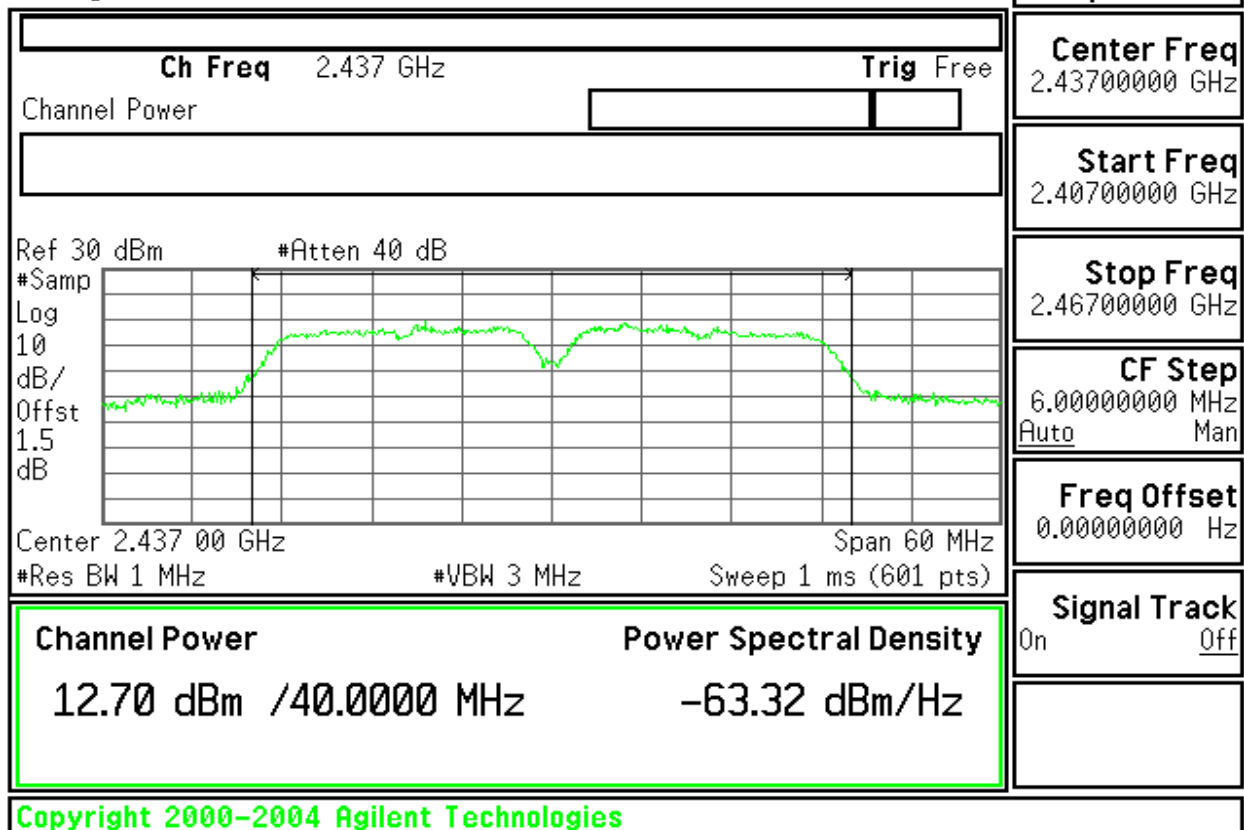 Ch Freq 2.437 GHz Trig Free
Channel Power
Ref 30 dBm #Atten 40 dB
#Samp
Log
10
dB/
Offst
1.5
dB
Center 2.437 00 GHz Span 60 MHz
#Res BW 1 MHz #VBW 3 MHz Sweep 1 ms (601 pts)
Channel Power Power Spectral Density
12.70 dBm /40.0000 MHz -63.32 dBm/Hz
Copyright 2000-2004 Agilent Technologies
Center Freq
2.43700000 GHz
Start Freq
2.40700000 GHz
Stop Freq
2.46700000 GHz
CF Step
6.00000000 MHz
Auto Man
Freq Offset
0.00000000 Hz
Signal Track
On Off